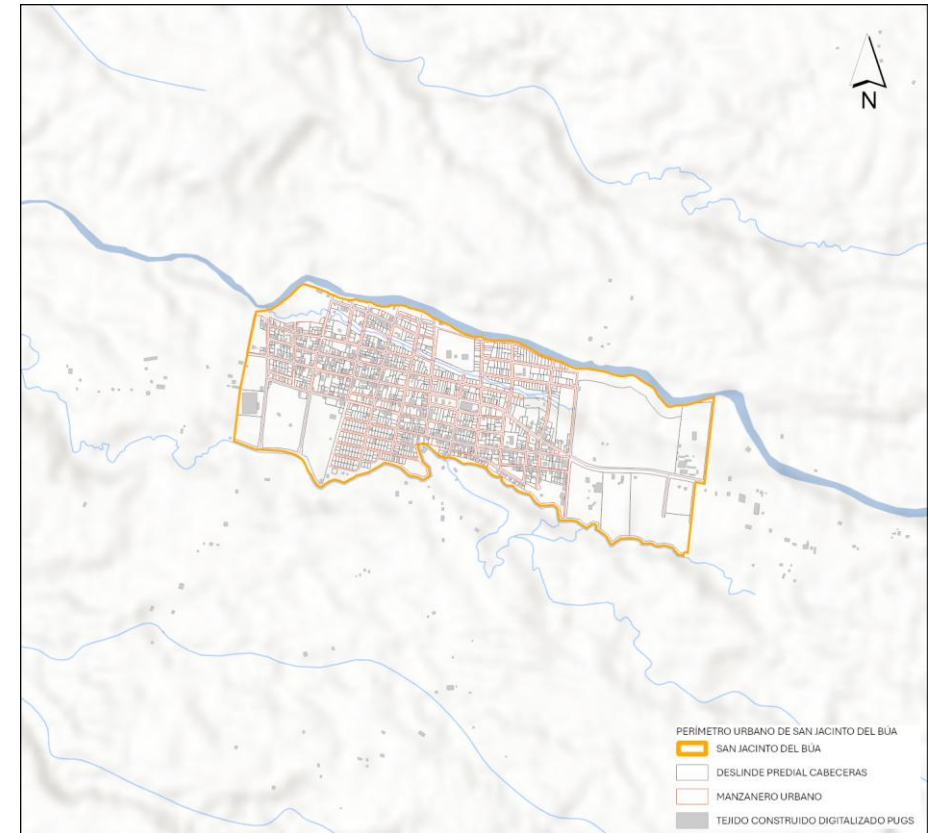 N
PERÍMETRO URBANO DE SAN JACINTO DEL BÚA
SAN JACINTO DEL BÚA
DESLINDE PREDIAL CABECERAS
MANZANERO URBANO
TEJIDO CONSTRUIDO DIGITALIZADO PUGS